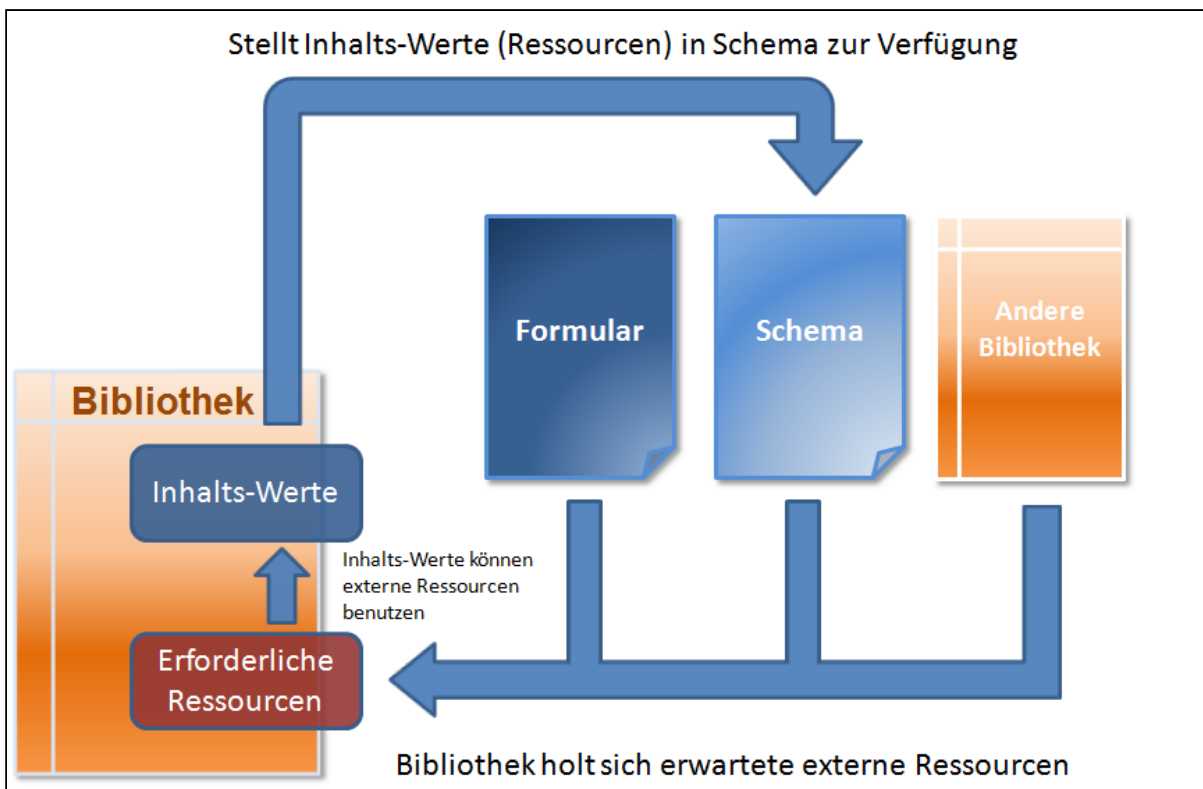 Stellt Inhalts-Werte (Ressourcen) in Schema zur Verfügung
Formular
Schema
Andere
Bibliothek
Bibliothek
Inhalts-Werte
Inhalts-Werte können
externe Ressourcen
benutzen
Erforderliche
Ressourcen
Bibliothek holt sich erwartete externe Ressourcen